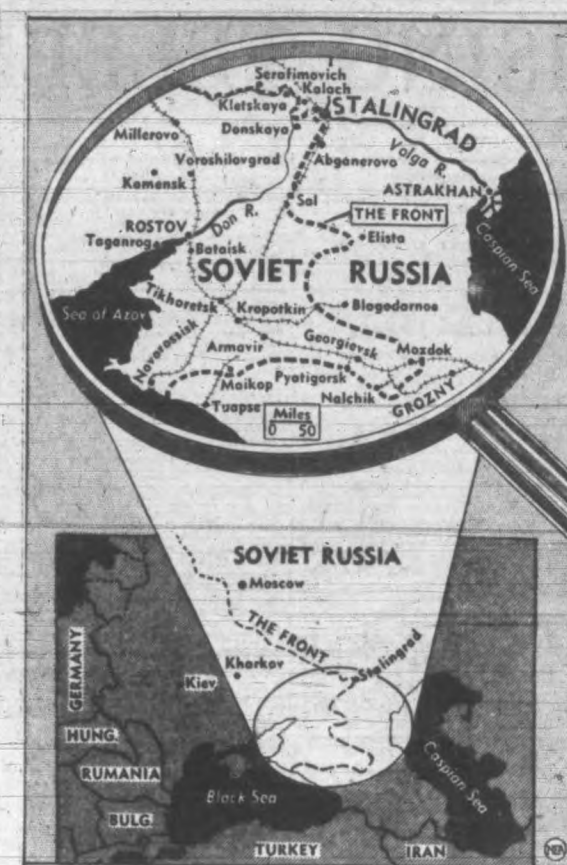 Serafimovich
Kalach
Kletskaya
STALINGRAD
Donskaya
Millerovo
Abganerovo
Volga R.
Voroshilovgrad
Kamensk
ASTRAKHAN
Sal
THE FRONT
Don R.
ROSTOV
Taganrog
Bataisk
Elista
Caspian Sea
SOVIET RUSSIA
Tikhoretsk
Blagodarnoe
Sea of Azov
Kropotkin
Novorossisk
Armavir
Georgievsk
Mozdok
Maikop
Pyatigorsk
Nalchik
GROZNY
Tuapse
Miles
0 50
SOVIET RUSSIA
Moscow
THE FRONT
Kharkov
Stalingrad
GERMANY
Kiev
HUNG.
RUMANIA
Caspian Sea
Black Sea
BULG.
TURKEY
IRAN
NEA